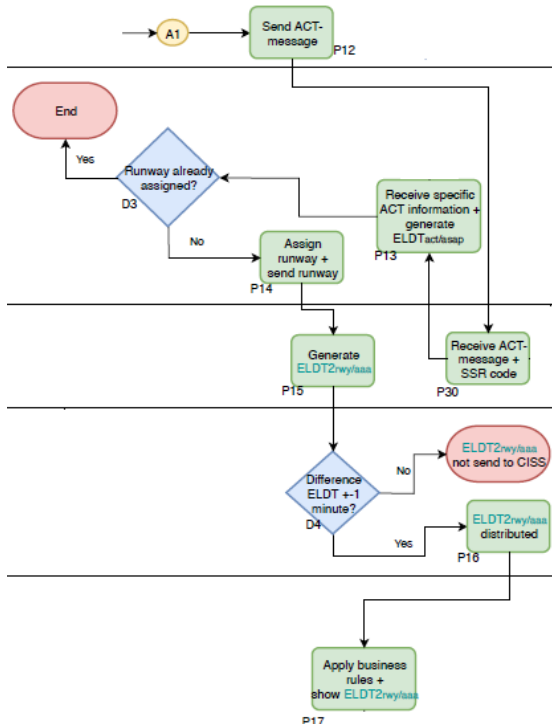 A1
Send ACT-
message
P12
End
Yes
Runway already
assigned?
D3
No
Receive specific
ACT information +
generate
ELDTact/asap
P13
Assign
runway +
send runway
P14
Generate
ELDT2rwy/aaa
P15
Receive ACT-
message +
SSR code
P30
Difference
ELDT +-1
minute?
D4
No
ELDT2rwy/aaa
not send to CISS
Yes
ELDT2rwy/aaa
distributed
P16
Apply business
rules +
show ELDT2rwy/aaa
P17